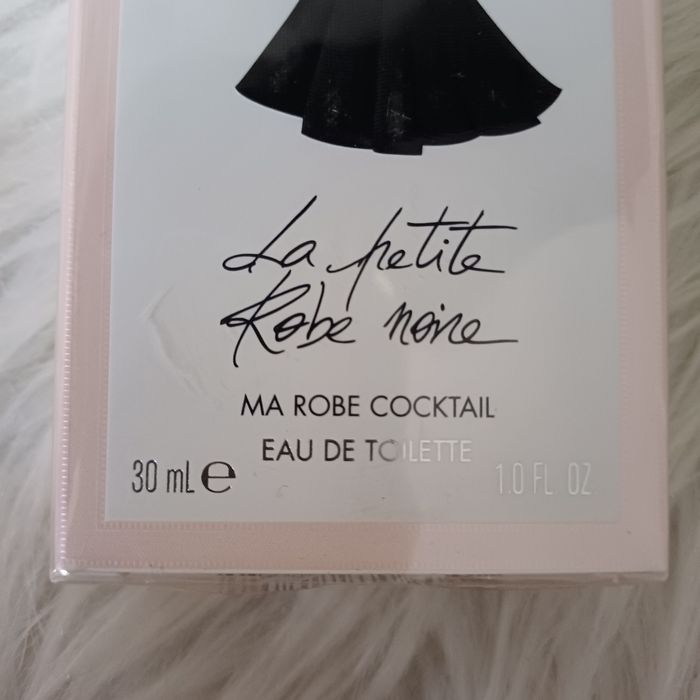 La petite
Robe noire
MA ROBE COCKTAIL
EAU DE TOILETTE
30 mL e 1.0 FL. OZ